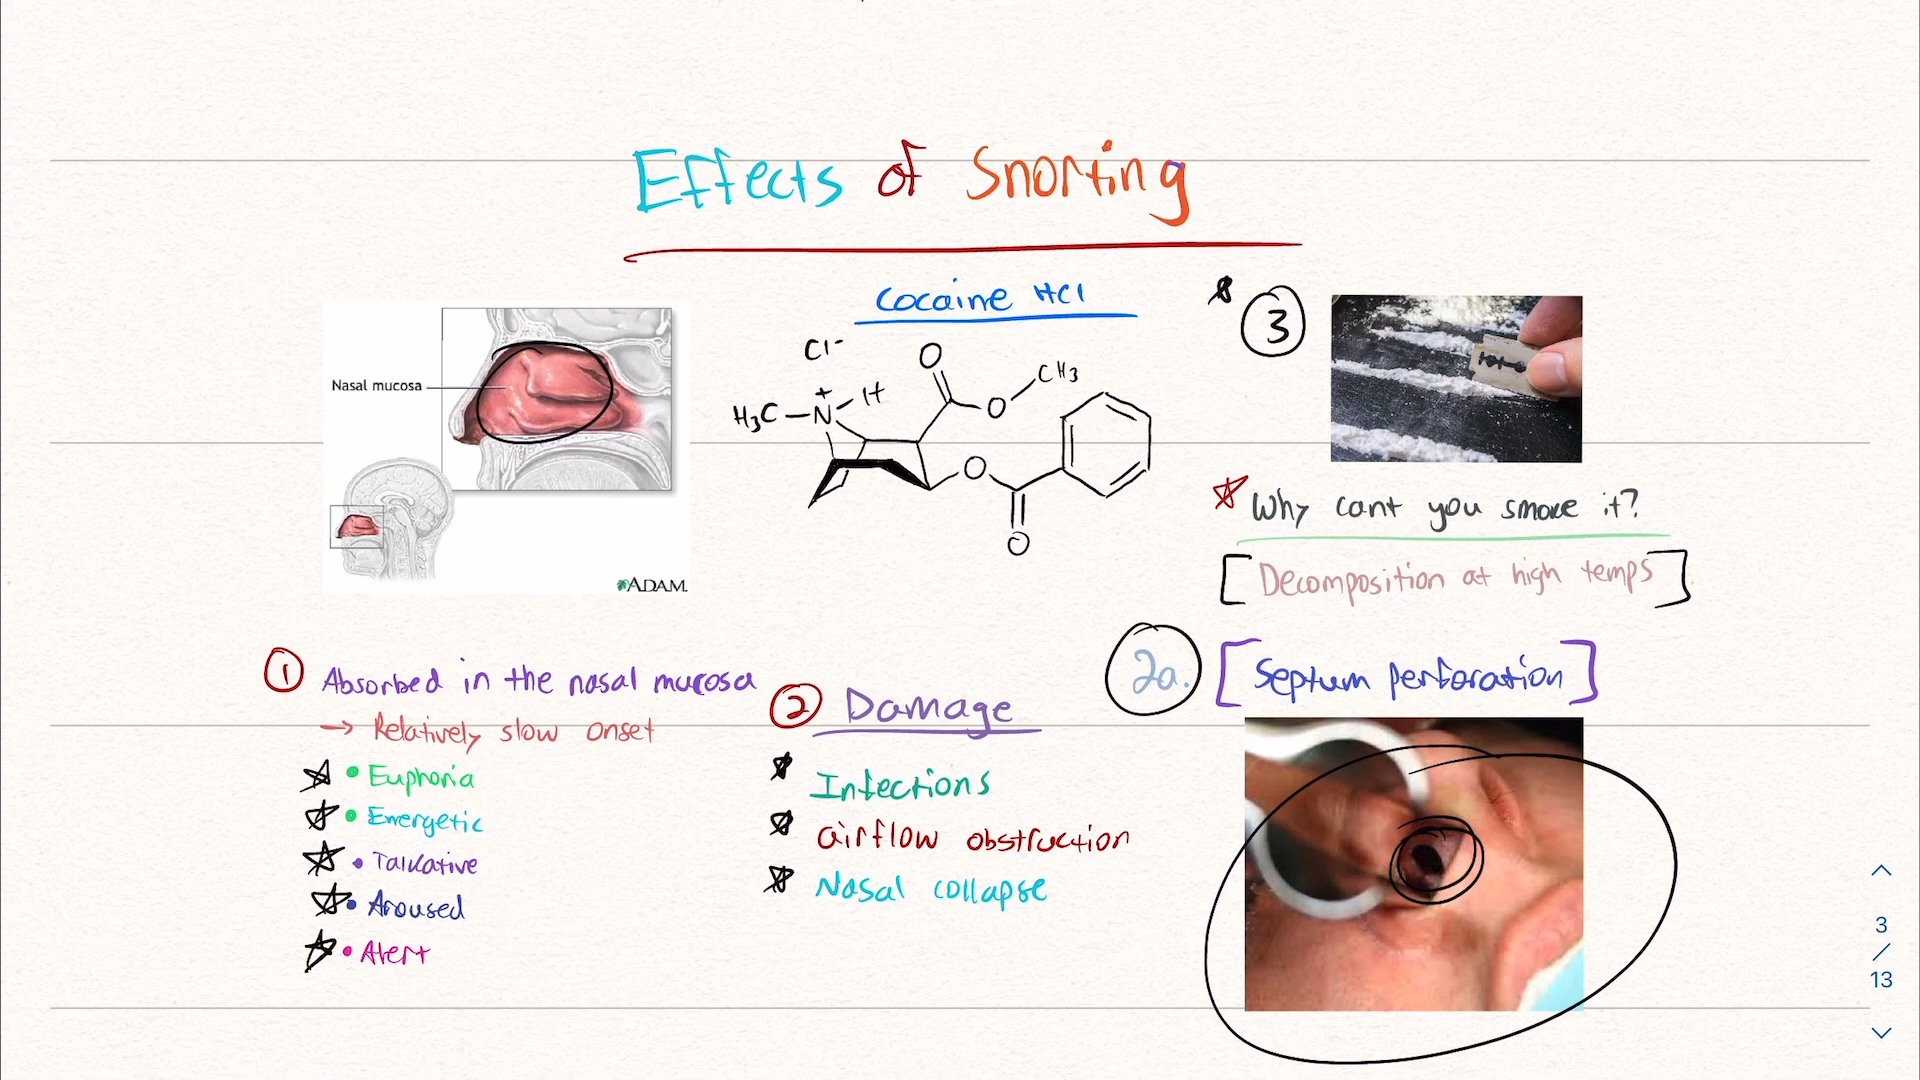 Effects of Snorting
Cocaine HCl
Cl-
H3C-N+-H
O
O
CH3
O
O
Nasal mucosa
ADAM.
3
Why cant you smoke it?
[Decomposition at high temps]
1 Absorbed in the nasal mucosa
→ Relatively slow onset
• Euphoria
• Energetic
• Talkative
• Aroused
• Alert
2 Damage
Infections
airflow obstruction
Nasal collapse
2a. [Septum perforation]
3
/
13